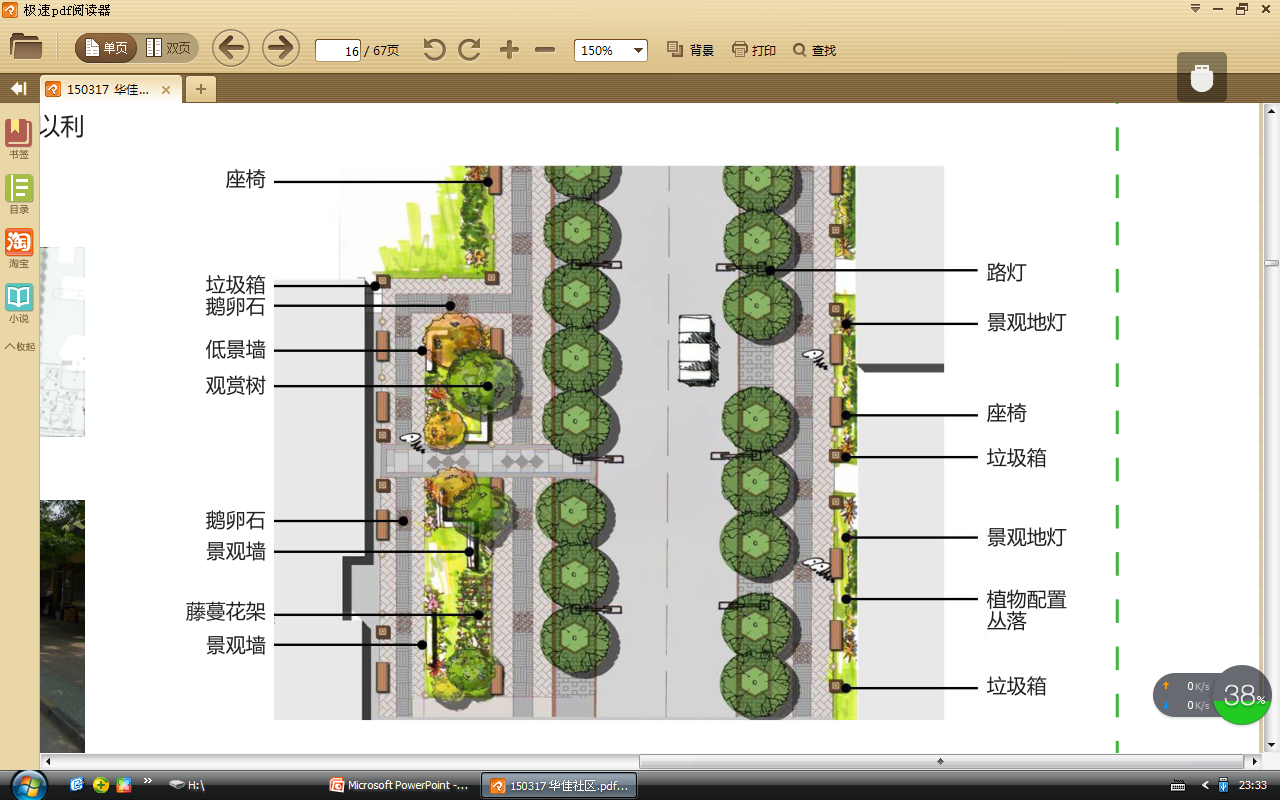 极速pdf阅读器
单页
双页
16 / 67页
150%
背景
打印
查找
150317 华佳...
书签
目录
淘
淘宝
小说
收起
以利
座椅
垃圾箱
鹅卵石
低景墙
观赏树
鹅卵石
景观墙
藤蔓花架
景观墙
路灯
景观地灯
座椅
垃圾箱
景观地灯
植物配置
丛落
垃圾箱
0K/s
0K/s
38%
H:\
Microsoft PowerPoint -...
150317 华佳社区.pdf...
23:33